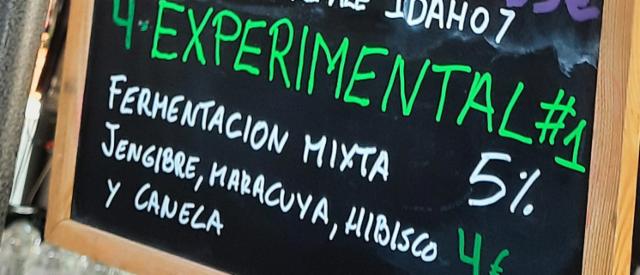 IDAHO 7
4- EXPERIMENTAL #1
FERMENTACION MIXTA 5%
JENGIBRE, MARACUYA, HIBISCO
Y CANELA 4€